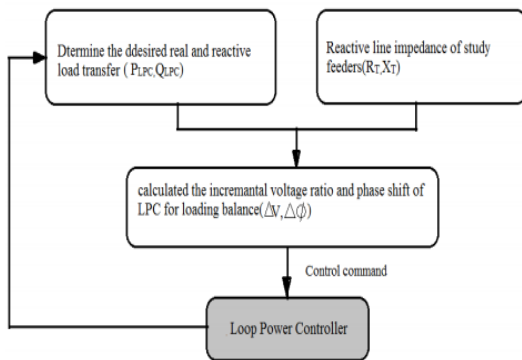 Dtermine the ddesired real and reactive
load transfer ( PLPC,QLPC)
Reactive line impedance of study
feeders(RT,XT)
calculated the incremantal voltage ratio and phase shift of
LPC for loading balance(△V,△ϕ)
Control command
Loop Power Controller